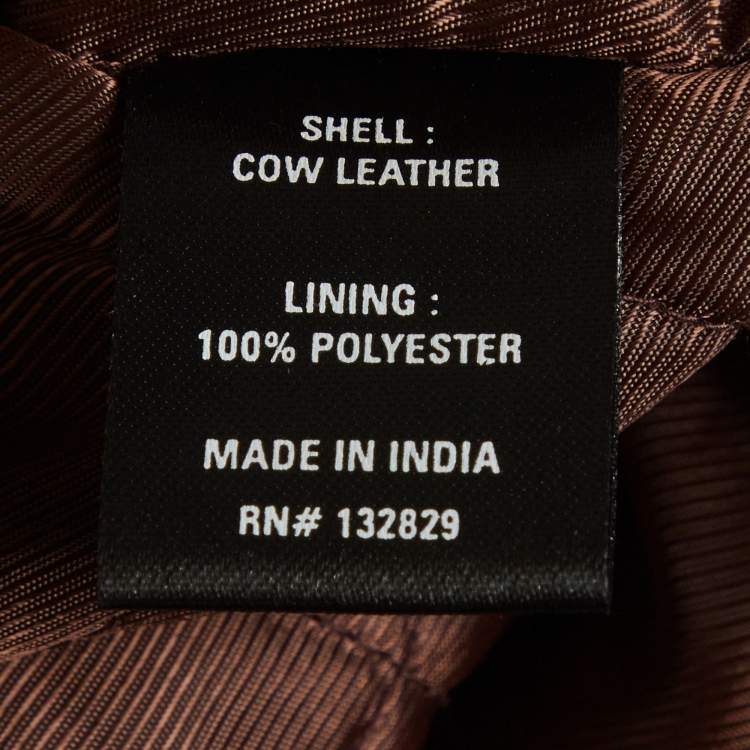 SHELL :
COW LEATHER
LINING :
100% POLYESTER
MADE IN INDIA
RN# 132829